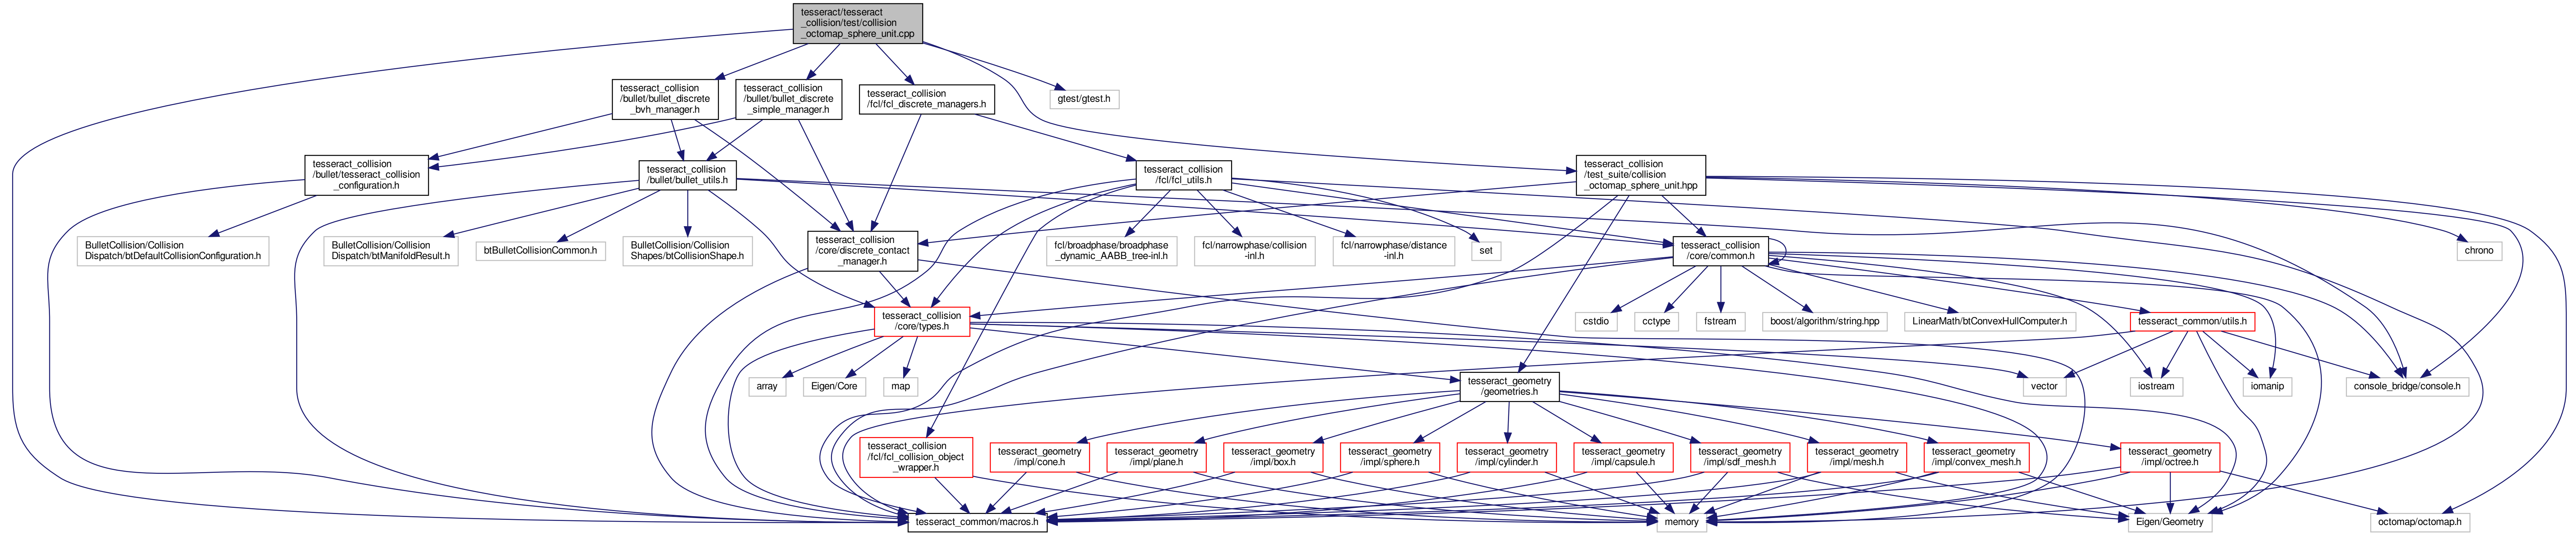 tesseract/tesseract
_collision/test/collision
_octomap_sphere_unit.cpp
tesseract_collision
/bullet/bullet_discrete
_bvh_manager.h
tesseract_collision
/bullet/bullet_discrete
_simple_manager.h
tesseract_collision
/fcl/fcl_discrete_managers.h
gtest/gtest.h
tesseract_collision
/bullet/tesseract_collision
_configuration.h
tesseract_collision
/bullet/bullet_utils.h
tesseract_collision
/fcl/fcl_utils.h
tesseract_collision
/test_suite/collision
_octomap_sphere_unit.hpp
BulletCollision/Collision
Dispatch/btDefaultCollisionConfiguration.h
BulletCollision/Collision
Dispatch/btManifoldResult.h
btBulletCollisionCommon.h
BulletCollision/Collision
Shapes/btCollisionShape.h
tesseract_collision
/core/discrete_contact
_manager.h
fcl/broadphase/broadphase
_dynamic_AABB_tree-inl.h
fcl/narrowphase/collision
-inl.h
fcl/narrowphase/distance
-inl.h
set
tesseract_collision
/core/common.h
chrono
tesseract_collision
/core/types.h
cstdio
cctype
fstream
boost/algorithm/string.hpp
LinearMath/btConvexHullComputer.h
tesseract_common/utils.h
array
Eigen/Core
map
tesseract_geometry
/geometries.h
vector
iostream
iomanip
console_bridge/console.h
tesseract_collision
/fcl/fcl_collision_object
_wrapper.h
tesseract_geometry
/impl/cone.h
tesseract_geometry
/impl/plane.h
tesseract_geometry
/impl/box.h
tesseract_geometry
/impl/sphere.h
tesseract_geometry
/impl/cylinder.h
tesseract_geometry
/impl/capsule.h
tesseract_geometry
/impl/sdf_mesh.h
tesseract_geometry
/impl/mesh.h
tesseract_geometry
/impl/convex_mesh.h
tesseract_geometry
/impl/octree.h
tesseract_common/macros.h
memory
Eigen/Geometry
octomap/octomap.h